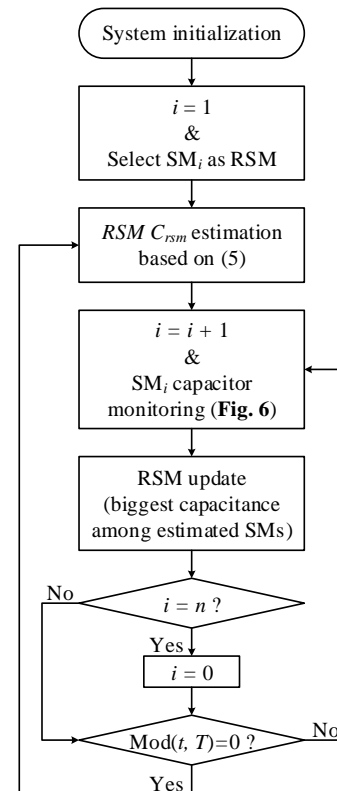 System initialization
i = 1
&
Select SMi as RSM
RSM Crsm estimation
based on (5)
i = i + 1
&
SMi capacitor
monitoring (Fig. 6)
RSM update
(biggest capacitance
among estimated SMs)
No
i = n ?
Yes
i = 0
Mod(t, T)=0 ?
No
Yes